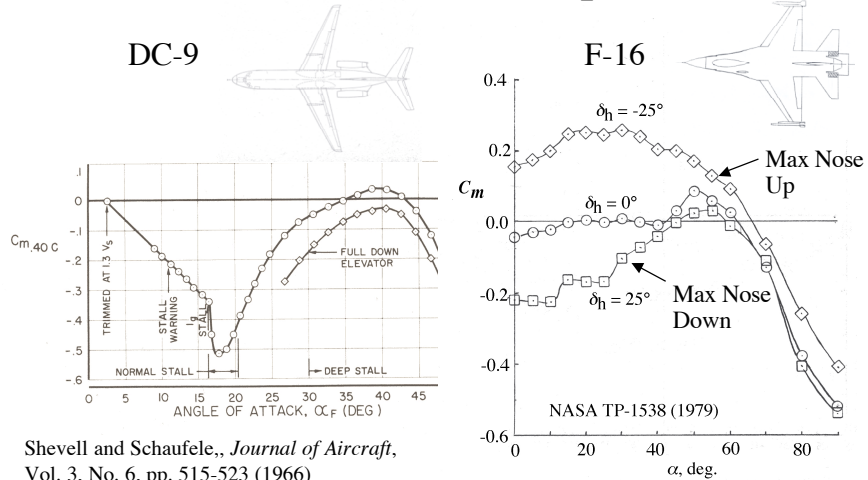 DC-9
F-16
.1
0
-.1
-.2
-.3
-.4
-.5
-.6
Cm.40 C
TRIMMED AT 1.3 Vs
STALL
WARNING
1g
STALL
FULL DOWN
ELEVATOR
NORMAL STALL
DEEP STALL
0 5 10 15 20 25 30 35 40 45
ANGLE OF ATTACK, αF (DEG)
Shevell and Schaufele,, Journal of Aircraft,
Vol. 3, No. 6, pp. 515-523 (1966)
0.4
0.2
0.0
-0.2
-0.4
-0.6
Cm
δh = -25°
Max Nose
Up
δh = 0°
δh = 25°
Max Nose
Down
NASA TP-1538 (1979)
0 20 40 60 80
α, deg.